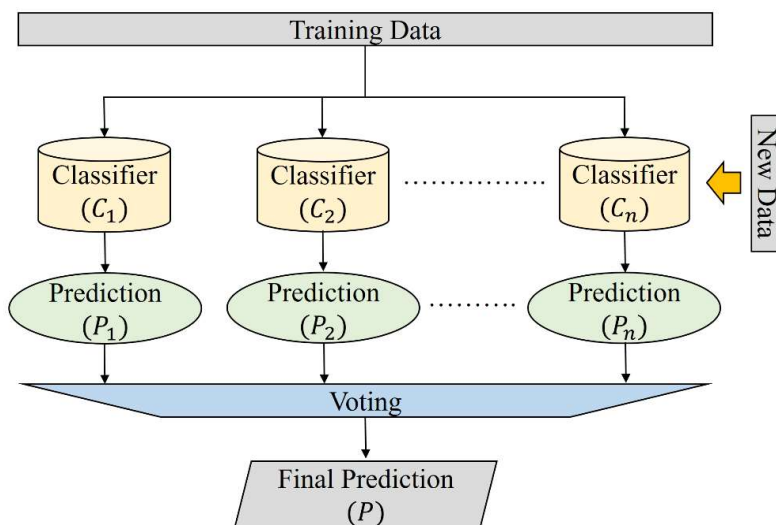 Training Data
Classifier
(C₁)
Classifier
(C₂)
Classifier
(Cₙ)
New Data
Prediction
(P₁)
Prediction
(P₂)
Prediction
(Pₙ)
Voting
Final Prediction
(P)